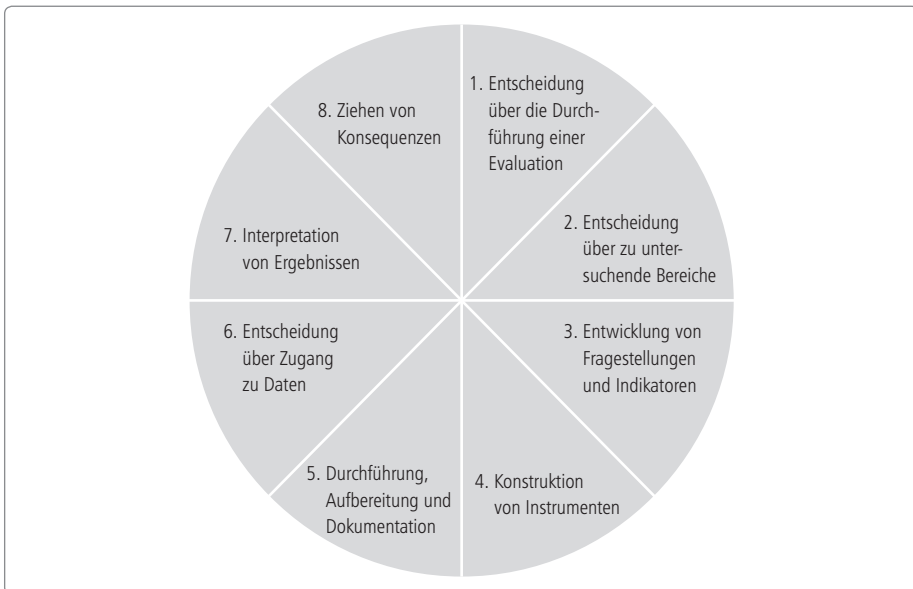 1. Entscheidung
über die Durch-
führung einer
Evaluation
2. Entscheidung
über zu unter-
suchende Bereiche
3. Entwicklung von
Fragestellungen
und Indikatoren
4. Konstruktion
von Instrumenten
5. Durchführung,
Aufbereitung und
Dokumentation
6. Entscheidung
über Zugang
zu Daten
7. Interpretation
von Ergebnissen
8. Ziehen von
Konsequenzen